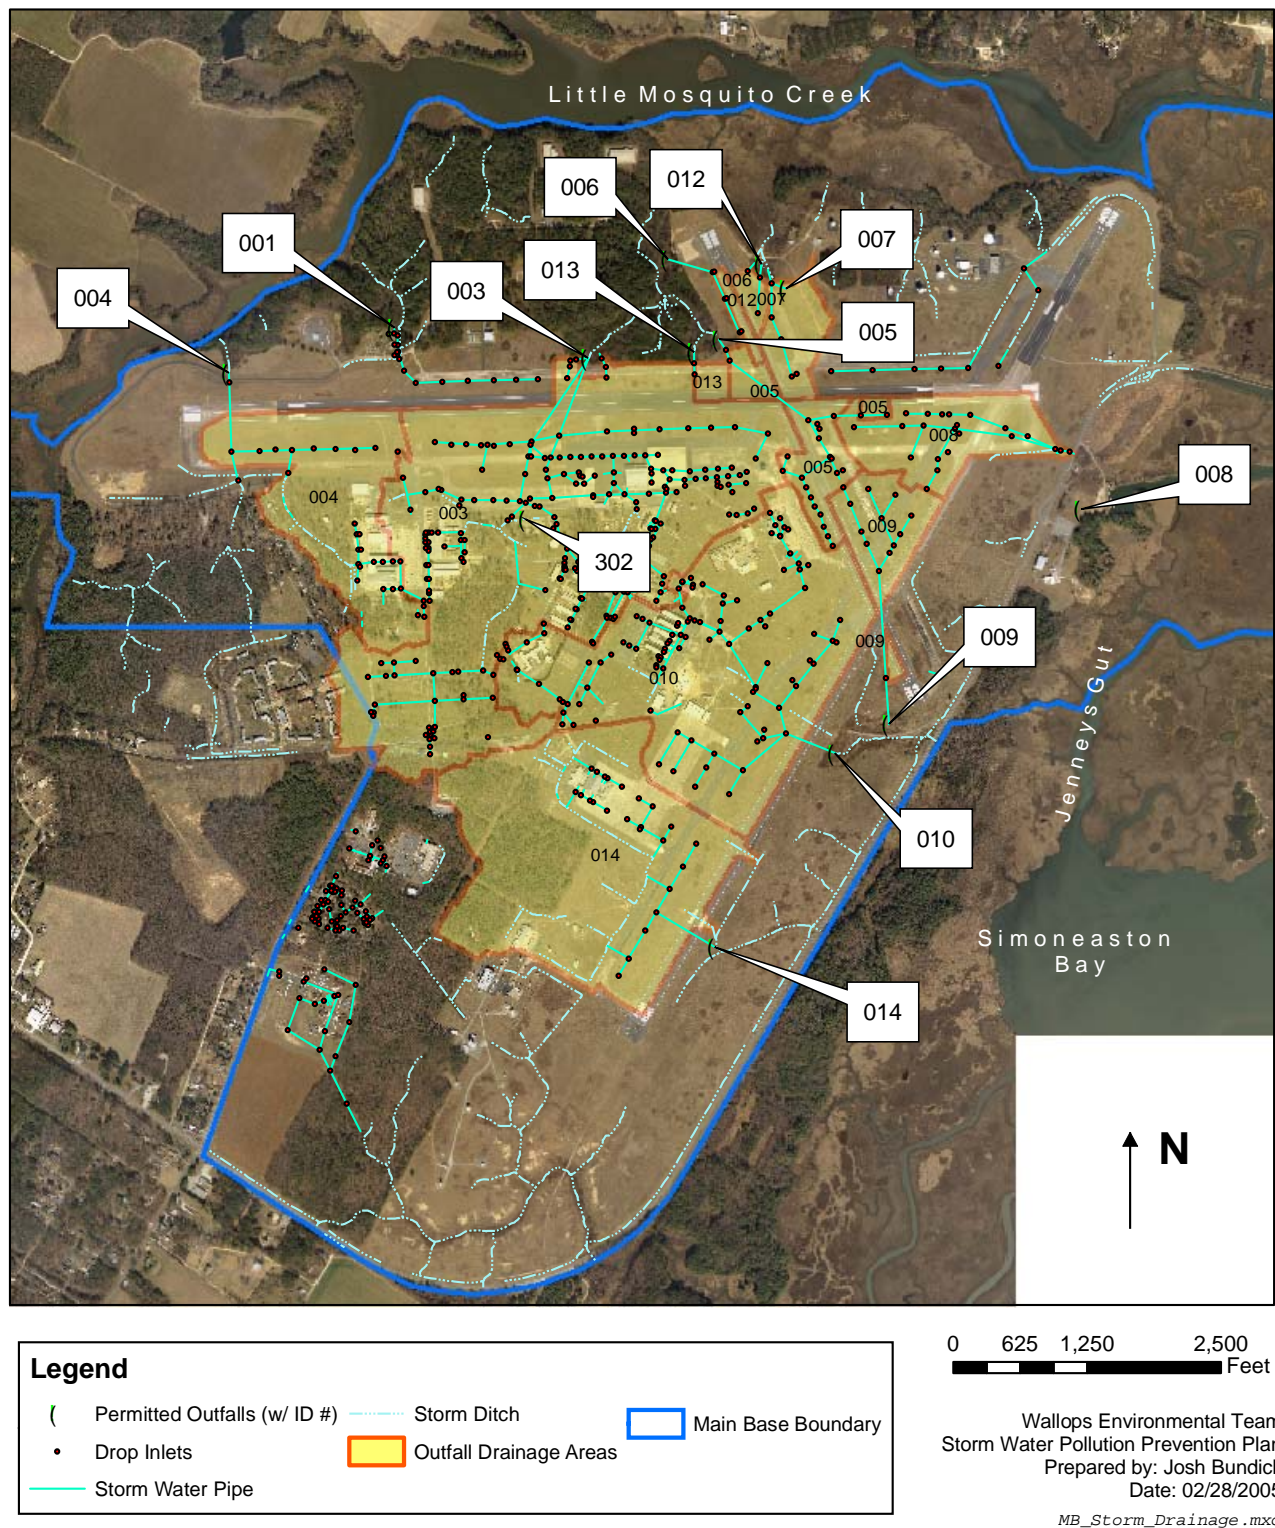 Little Mosquito Creek
012
006
001
007
013
003
004
005
006
012
007
013
005
005
008
005
008
004
003
009
302
009
009
010
Jenneys Gut
010
014
Simoneaston
Bay
014
N
Legend
Permitted Outfalls (w/ ID #)
Drop Inlets
Storm Water Pipe
Storm Ditch
Outfall Drainage Areas
Main Base Boundary
0 625 1,250 2,500
Feet
Wallops Environmental Team
Storm Water Pollution Prevention Plan
Prepared by: Josh Bundick
Date: 02/28/2005
MB_Storm_Drainage.mxd